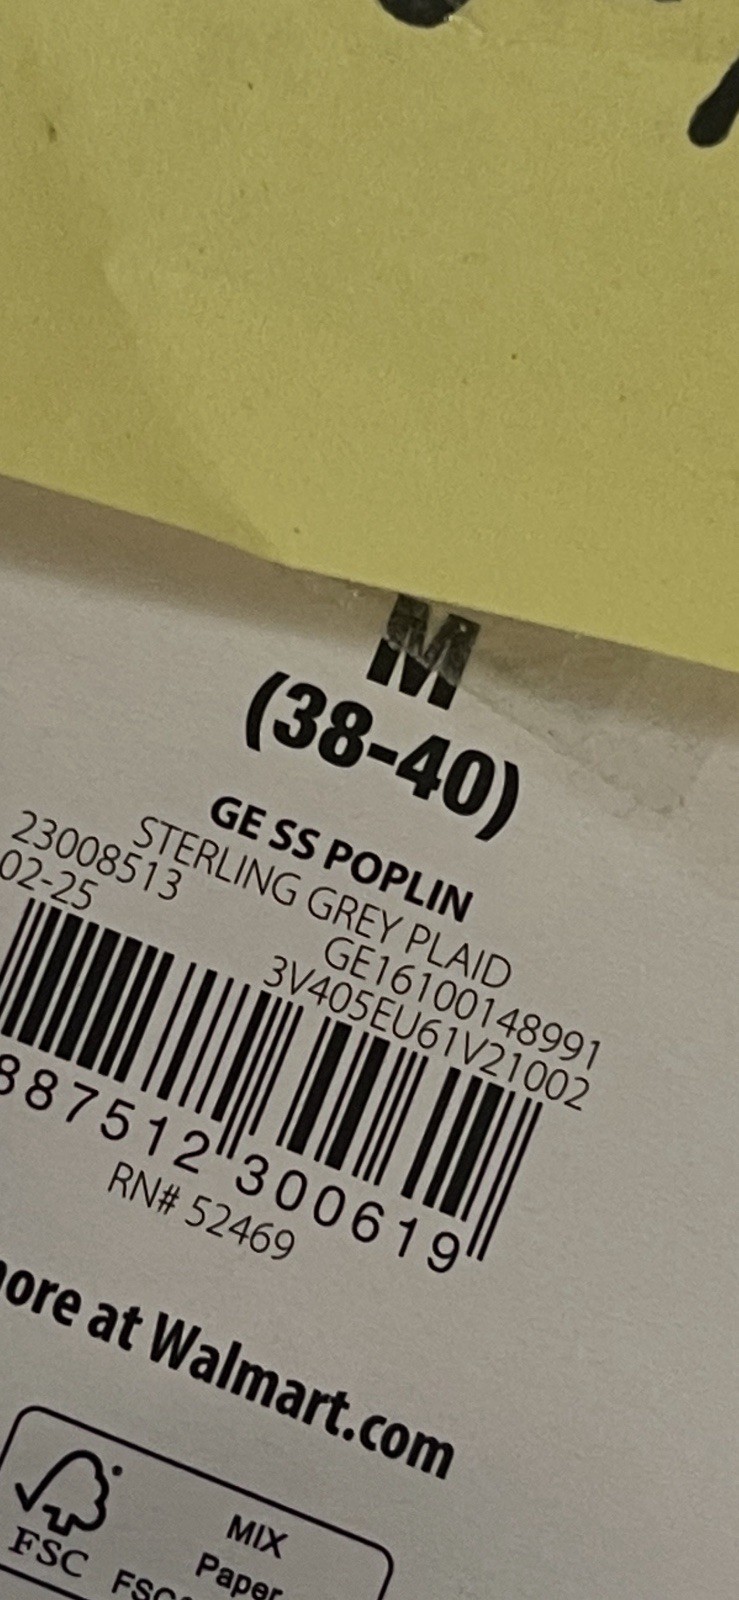 M
(38-40)
GE SS POPLIN
STERLING GREY PLAID
23008513
GE16100148991
02-25
3V405EU61V21002
887512 300619
RN# 52469
at Walmart.com
FSC
MIX
Paper